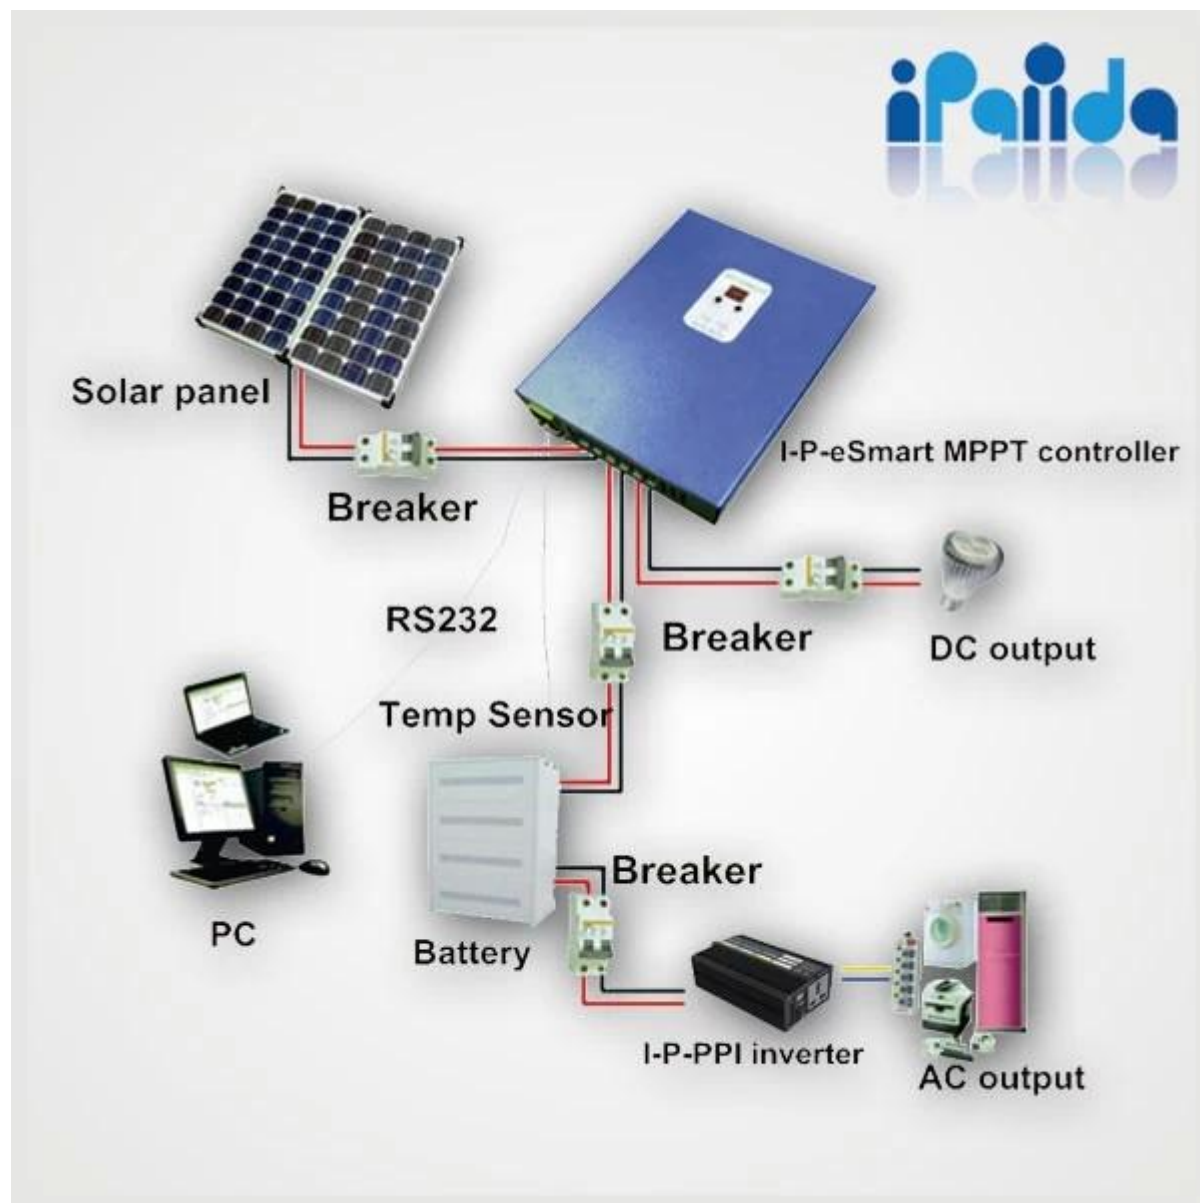 iPanda
Solar panel
I-P-eSmart MPPT controller
Breaker
RS232
Breaker
DC output
Temp Sensor
Breaker
PC
Battery
I-P-PPI inverter
AC output